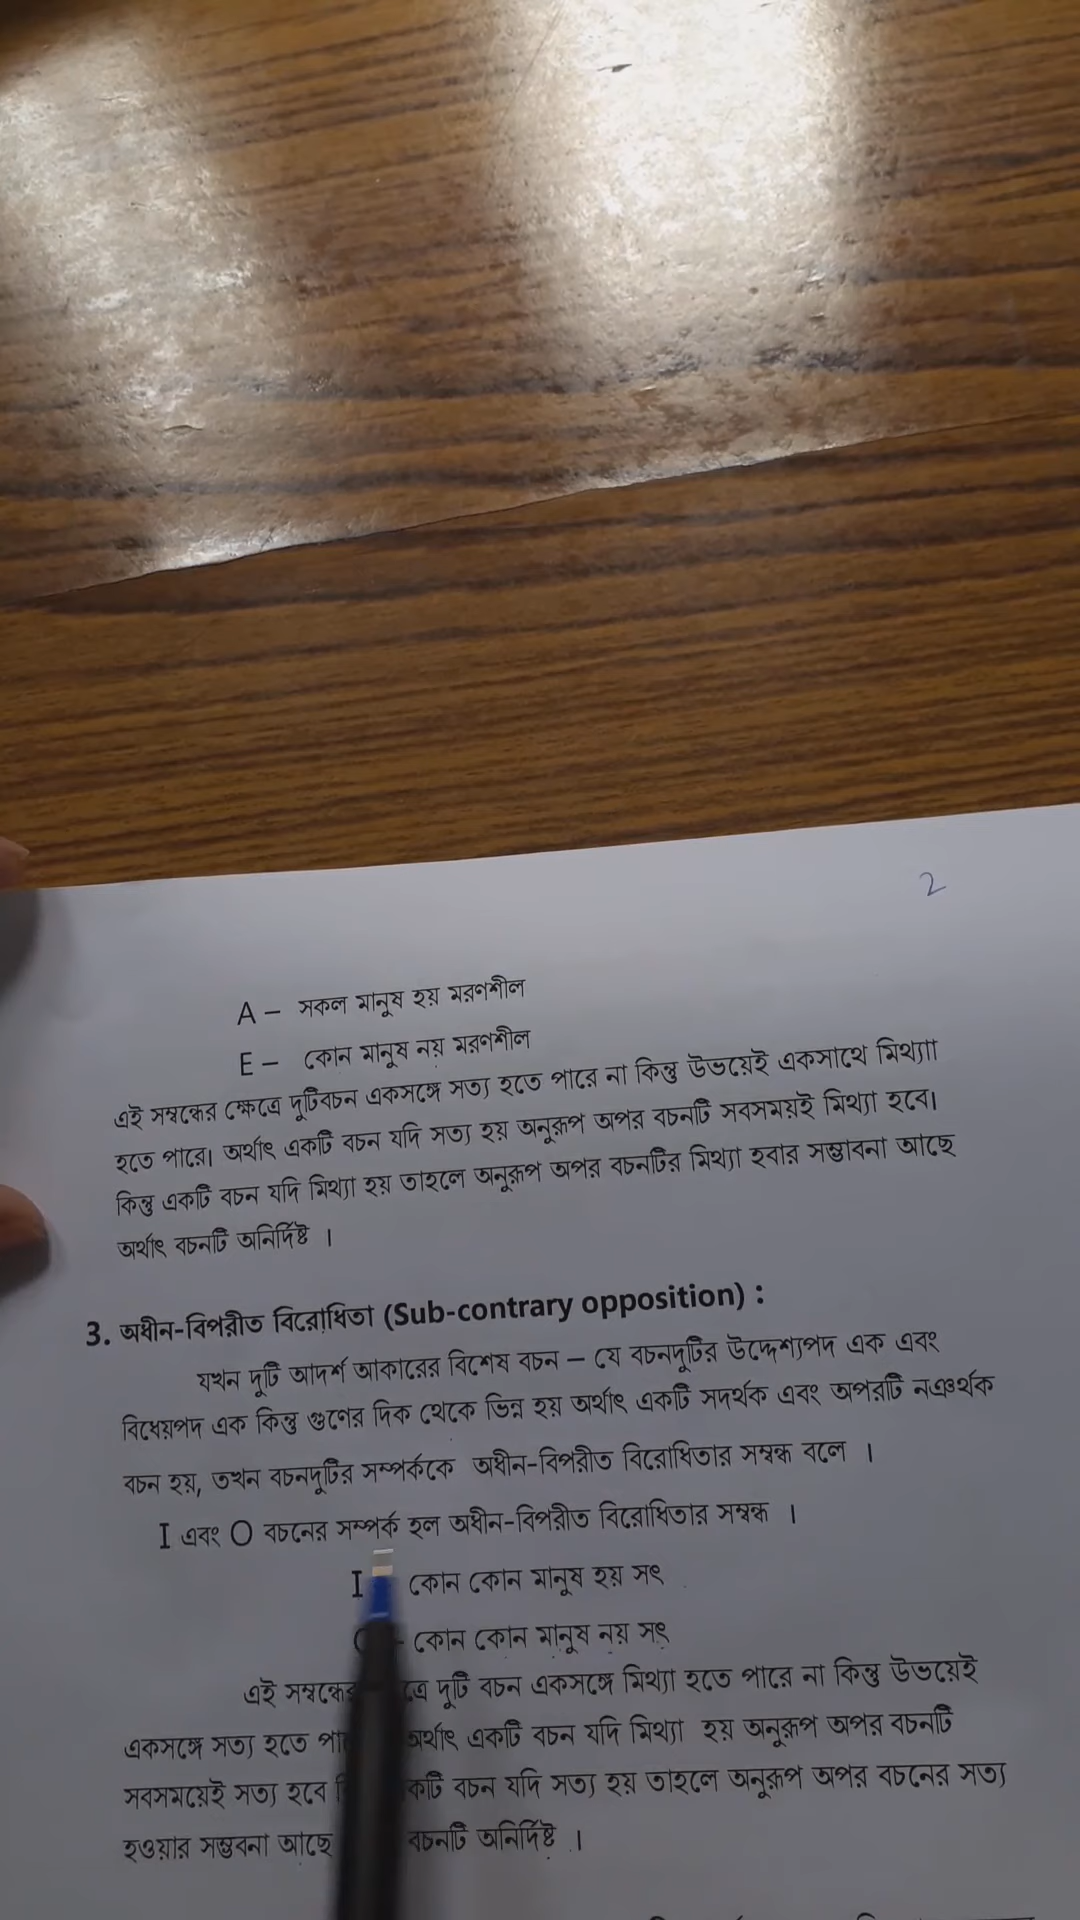 2
A – সকল মানুষ হয় মরণশীল
E – কোন মানুষ নয় মরণশীল
এই সম্বন্ধের ক্ষেত্রে দুটিবচন একসঙ্গে সত্য হতে পারে না কিন্তু উভয়েই একসাথে মিথ্যাা
হতে পারে। অর্থাৎ একটি বচন যদি সত্য হয় অনুরূপ অপর বচনটি সবসময়ই মিথ্যা হবে।
কিন্তু একটি বচন যদি মিথ্যা হয় তাহলে অনুরূপ অপর বচনটির মিথ্যা হবার সম্ভাবনা আছে
অর্থাৎ বচনটি অনির্দিষ্ট ।
3. অধীন-বিপরীত বিরোধিতা (Sub-contrary opposition) :
যখন দুটি আদর্শ আকারের বিশেষ বচন – যে বচনদুটির উদ্দেশ্যপদ এক এবং
বিধেয়পদ এক কিন্তু গুণের দিক থেকে ভিন্ন হয় অর্থাৎ একটি সদর্থক এবং অপরটি নঞর্থক
বচন হয়, তখন বচনদুটির সম্পর্ককে অধীন-বিপরীত বিরোধিতার সম্বন্ধ বলে ।
I এবং O বচনের সম্পর্ক হল অধীন-বিপরীত বিরোধিতার সম্বন্ধ ।
I কোন কোন মানুষ হয় সৎ
– কোন কোন মানুষ নয় সৎ
এই সম্বন্ধের দুটি বচন একসঙ্গে মিথ্যা হতে পারে না কিন্তু উভয়েই
একসঙ্গে সত্য হতে অর্থাৎ একটি বচন যদি মিথ্যা হয় অনুরূপ অপর বচনটি
সবসময়েই সত্য হবে বচন যদি সত্য হয় তাহলে অনুরূপ অপর বচনের সত্য
হওয়ার সম্ভবনা আছে বচনটি অনির্দিষ্ট ।